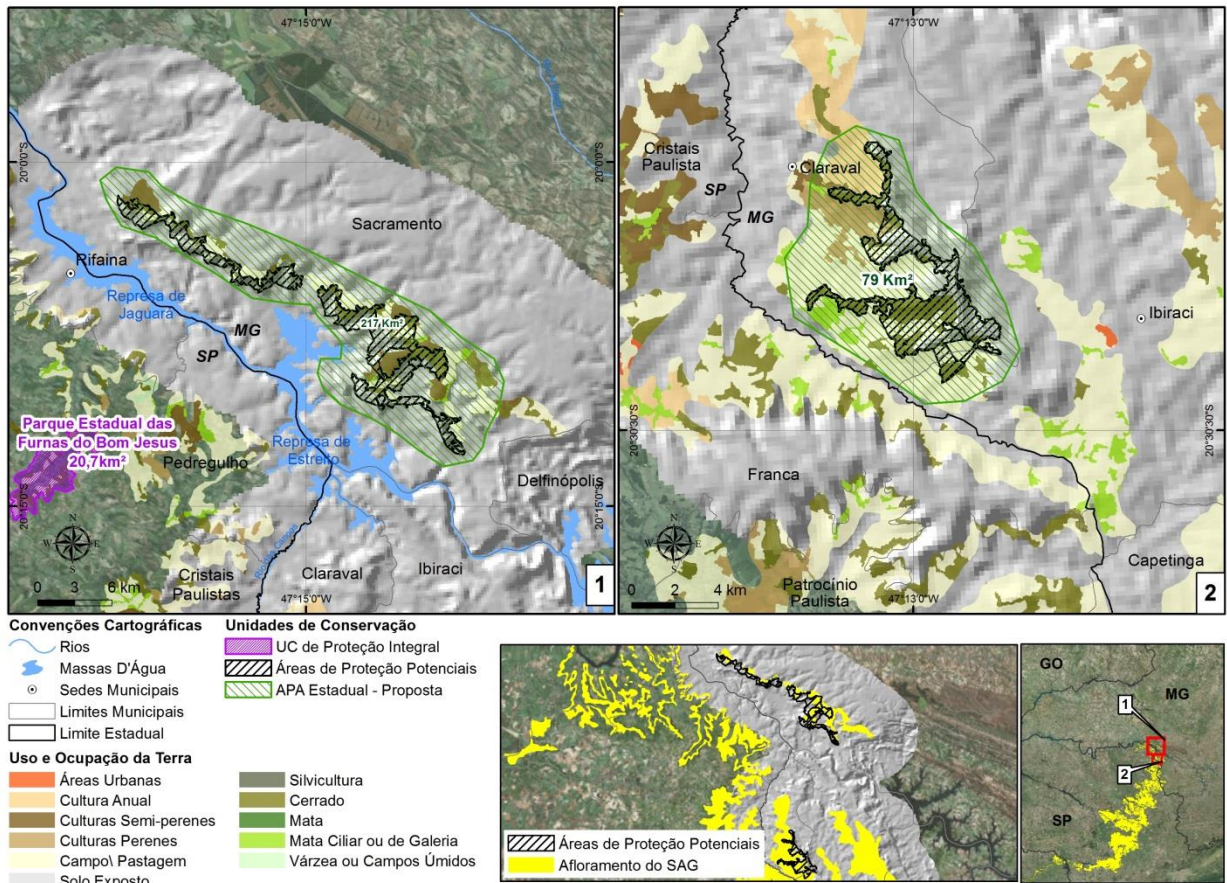 47°15'0"W
20°0'0"S
Sacramento
Rifaina
Represa de
Jaguara
217 Km²
MG
SP
Parque Estadual das
Furnas do Bom Jesus
20,7km²
Pedregulho
Represa de
Estreito
Delfinópolis
20°15'0"S
20°15'0"S
N
W
E
S
0 3 6 km
Cristais
Paulistas
Claraval
Ibiraci
47°15'0"W
1
2
47°13'0"W
20°0'0"S
Cristais
Paulista
SP
MG
Claraval
79 Km²
Ibiraci
20°30'30"S
20°30'30"S
Franca
Capetinga
N
W
E
S
0 2 4 km
Patrocínio
Paulista
47°13'0"W
2
Convenções Cartográficas
Rios
Massas D'Água
Sedes Municipais
Limites Municipais
Limite Estadual
Unidades de Conservação
UC de Proteção Integral
Áreas de Proteção Potenciais
APA Estadual - Proposta
Uso e Ocupação da Terra
Áreas Urbanas
Cultura Anual
Culturas Semi-perenes
Culturas Perenes
Campo\ Pastagem
Solo Exposto
Silvicultura
Cerrado
Mata
Mata Ciliar ou de Galeria
Várzea ou Campos Úmidos
Áreas de Proteção Potenciais
Afloramento do SAG
GO
MG
1
2
SP